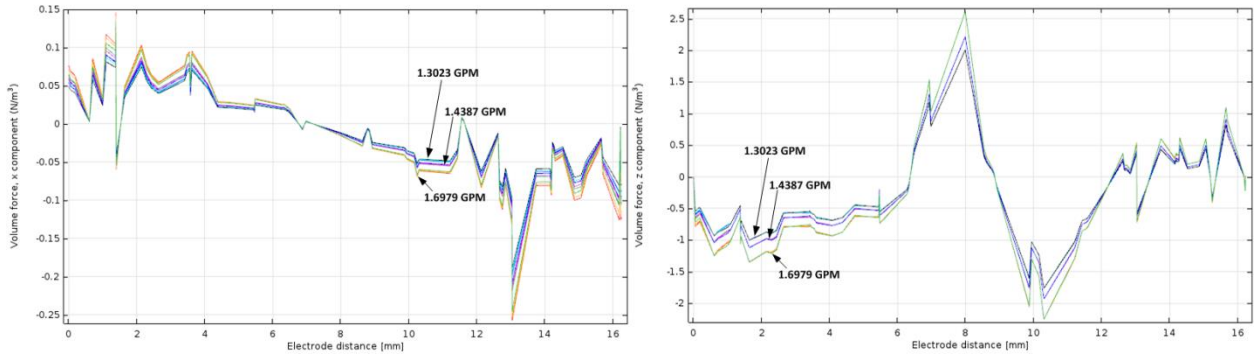 Volume force, x component (N/m³)
0.15
0.1
0.05
0
-0.05
-0.1
-0.15
-0.2
-0.25
1.3023 GPM
1.4387 GPM
1.6979 GPM
0 2 4 6 8 10 12 14 16
Electrode distance [mm]
Volume force, z component (N/m³)
2.5
2
1.5
1
0.5
0
-0.5
-1
-1.5
-2
1.3023 GPM
1.4387 GPM
1.6979 GPM
0 2 4 6 8 10 12 14 16
Electrode distance [mm]